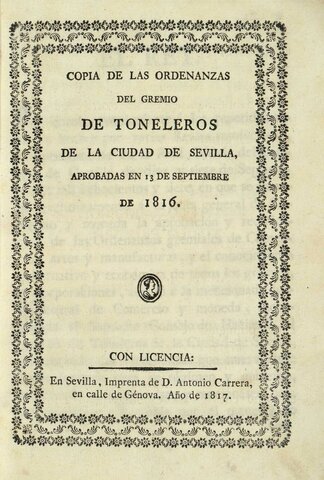 COPIA DE LAS ORDENANZAS
DEL GREMIO
DE TONELEROS
DE LA CIUDAD DE SEVILLA,
APROBADAS EN 13 DE SEPTIEMBRE
DE 1816.
CON LICENCIA:
En Sevilla, Imprenta de D. Antonio Carrera,
en calle de Génova. Año de 1817.